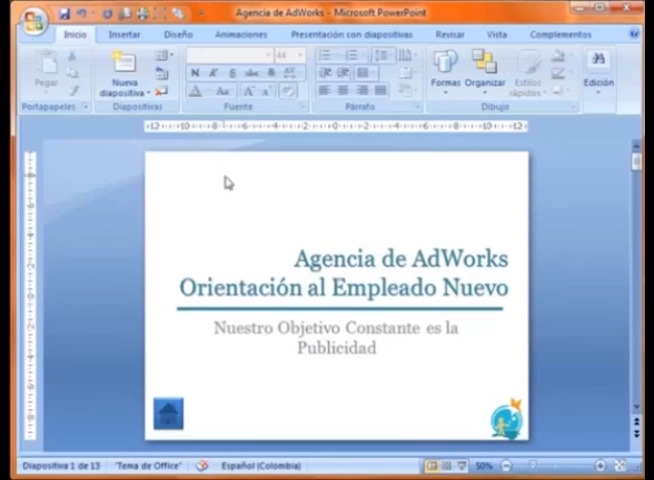 Agencia de AdWorks - Microsoft PowerPoint
Inicio Insertar Diseño Animaciones Presentación con diapositivas Revisar Vista Complementos
Pegar Nueva diapositiva Formas Organizar Estilos rápidos Edición
Portapapeles Diapositivas Fuente Párrafo Dibujo
Agencia de AdWorks
Orientación al Empleado Nuevo
Nuestro Objetivo Constante es la
Publicidad
Diapositiva 1 de 13 "Tema de Office" Español (Colombia) 50%